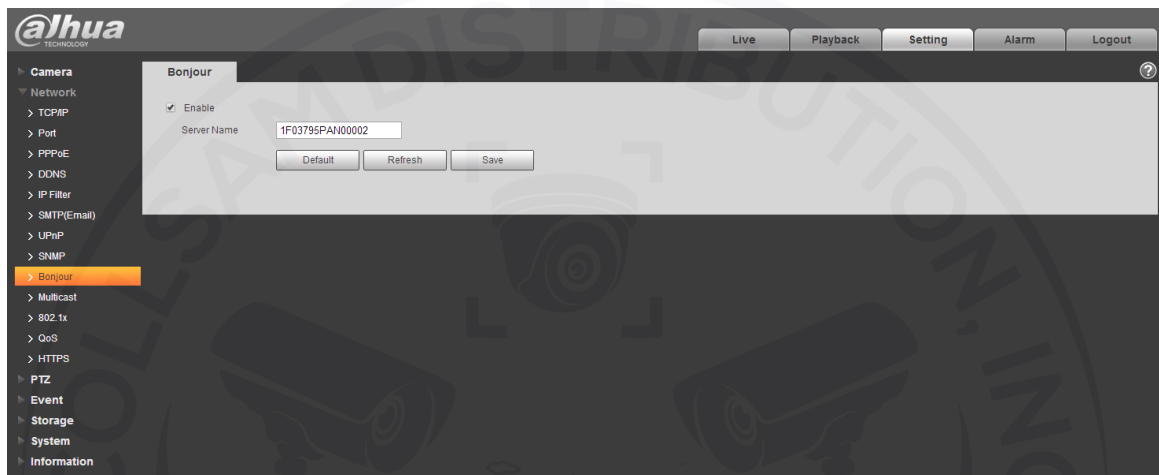 alhua
TECHNOLOGY
Live
Playback
Setting
Alarm
Logout
Camera
Network
TCP/IP
Port
PPPoE
DDNS
IP Filter
SMTP(Email)
UPnP
SNMP
Bonjour
Multicast
802.1x
QoS
HTTPS
PTZ
Event
Storage
System
Information
Bonjour
Enable
Server Name
1F03795PAN00002
Default
Refresh
Save
DISTRIBUTION, INC